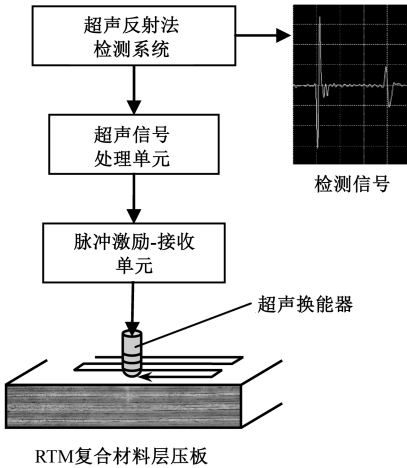 超声反射法
检测系统
超声信号
处理单元
检测信号
脉冲激励-接收
单元
超声换能器
RTM复合材料层压板